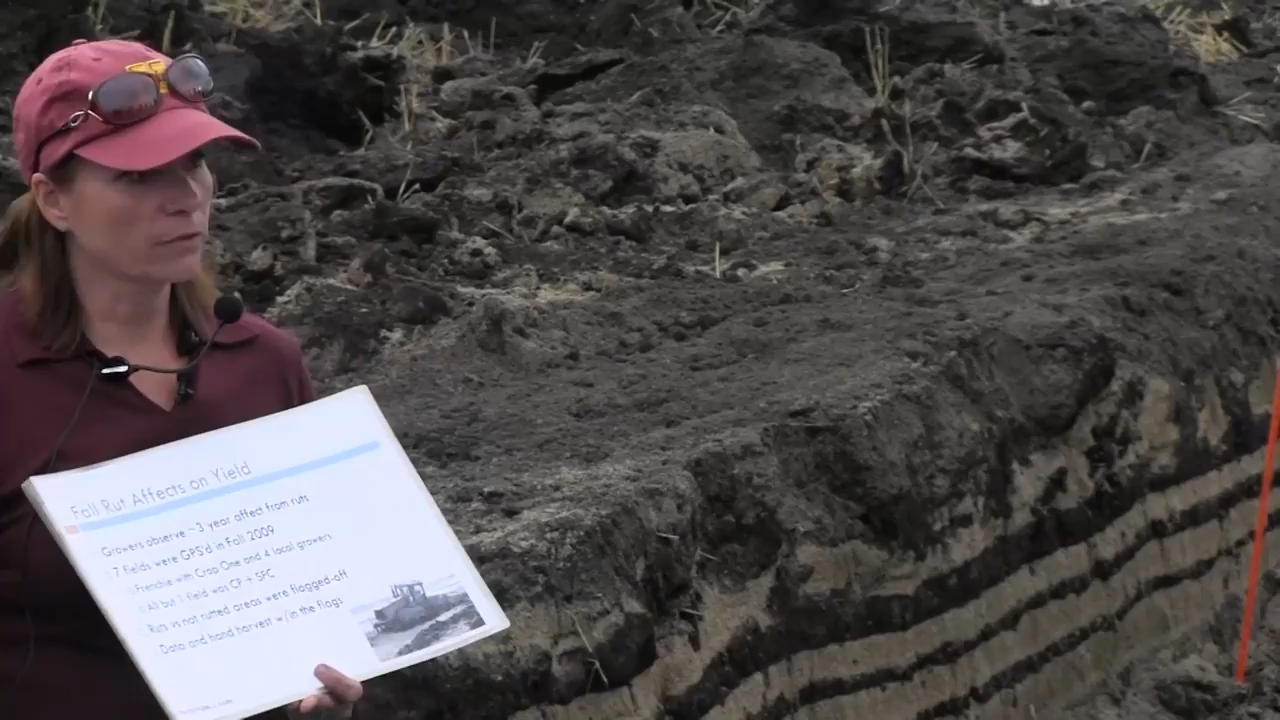 Fall Rut Affects on Yield
Growers observe ~3 year affect from ruts
7 fields were GPS'd in Fall 2009
Frenchie with Crop One and 4 local growers
All but 1 field was CP + SFC
Ruts vs not rutted areas were flagged-off
Data and hand harvest w/in the flags